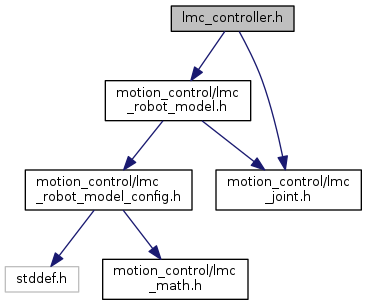 lmc_controller.h
motion_control/lmc
_robot_model.h
motion_control/lmc
_robot_model_config.h
motion_control/lmc
_joint.h
stddef.h
motion_control/lmc
_math.h